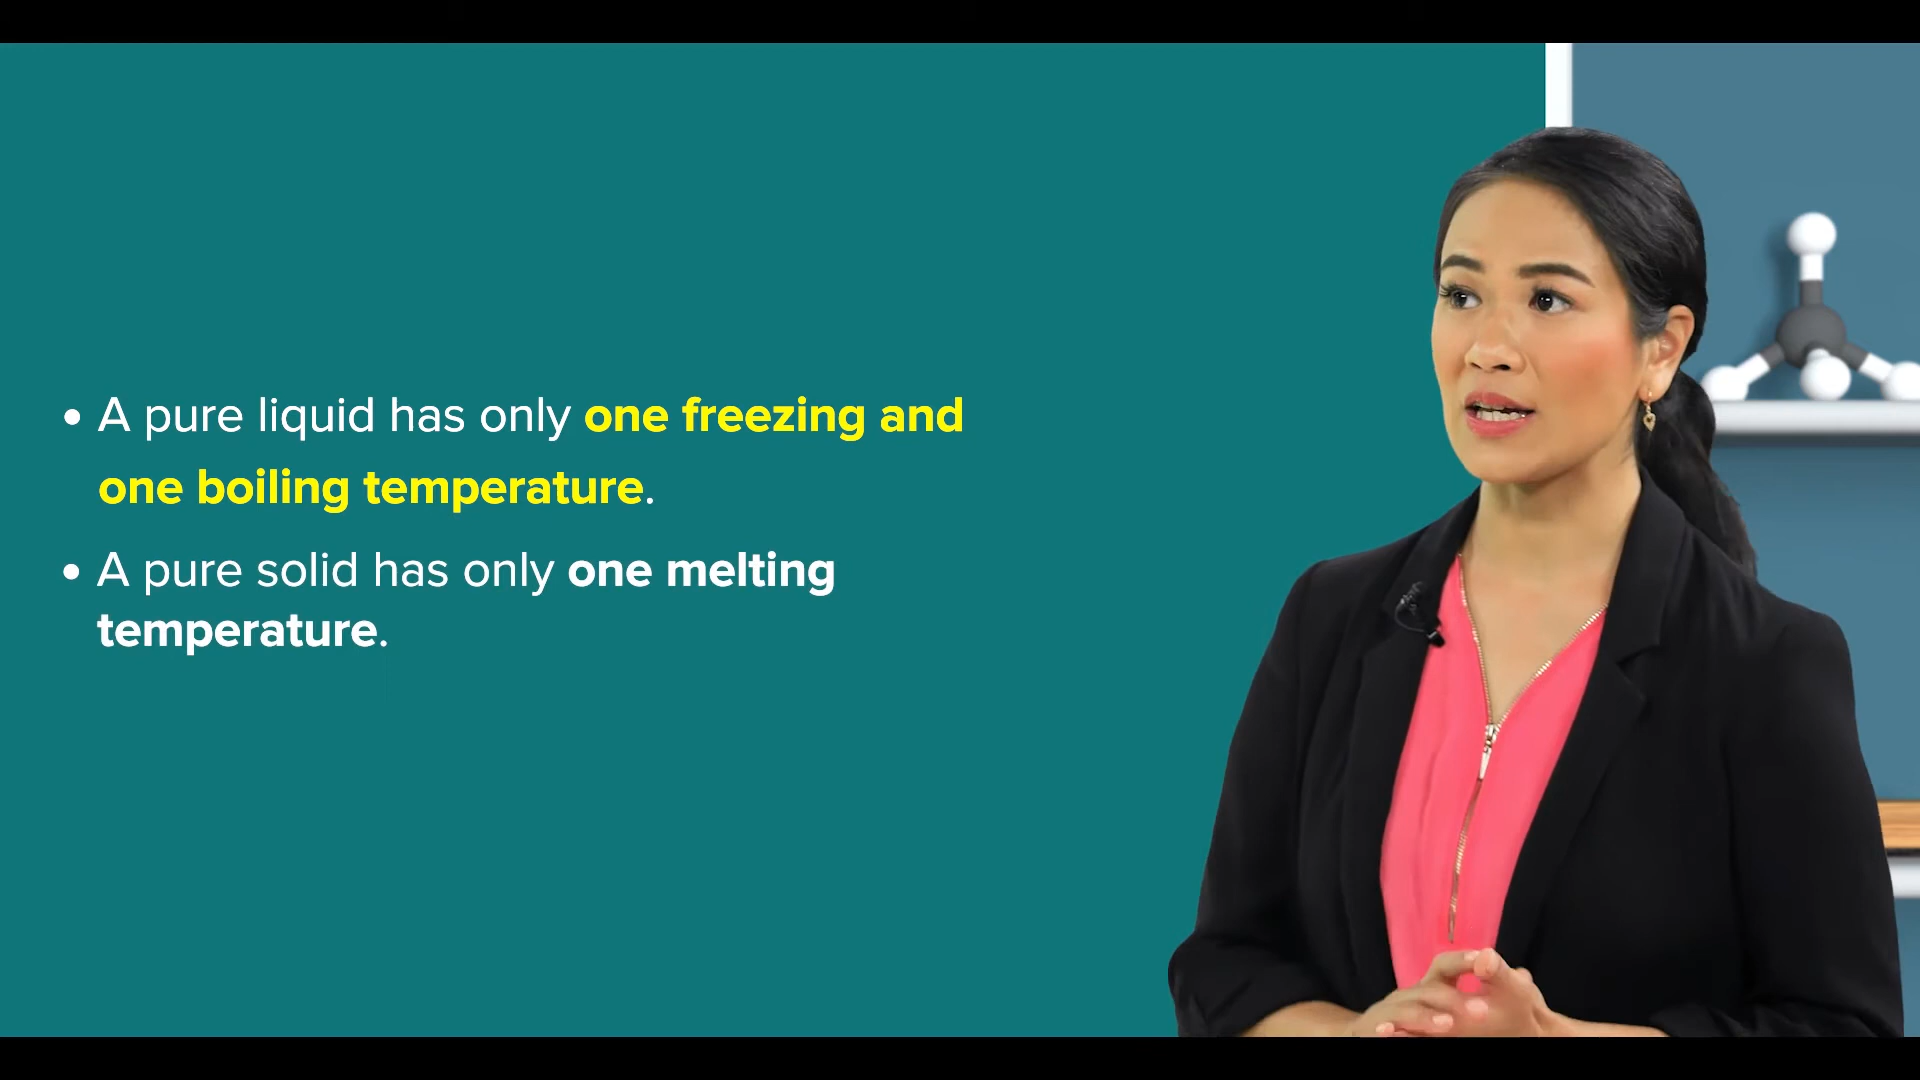 • A pure liquid has only one freezing and
one boiling temperature.
• A pure solid has only one melting
temperature.